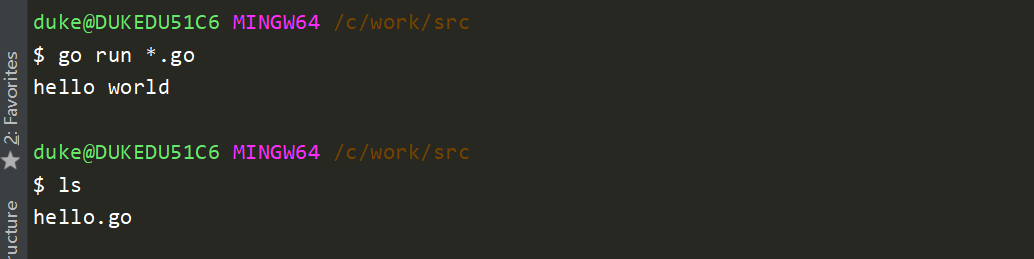 duke@DUKEDU51C6 MINGW64 /c/work/src
$ go run *.go
hello world
duke@DUKEDU51C6 MINGW64 /c/work/src
$ ls
hello.go
2: Favorites
ructure